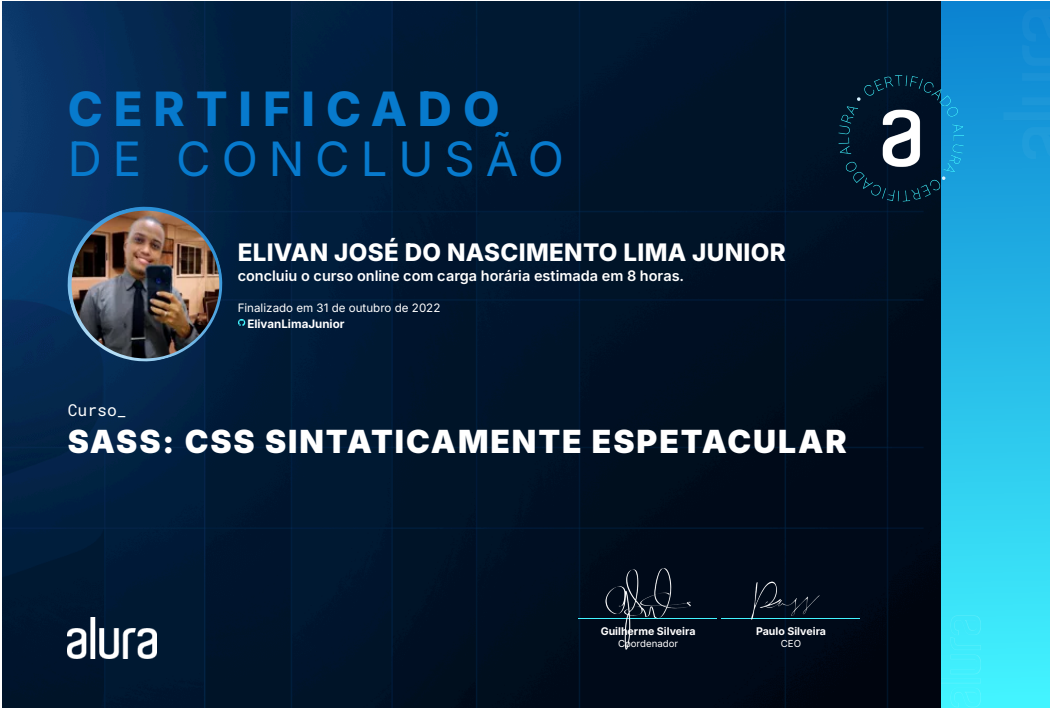 CERTIFICADO
DE CONCLUSÃO
CERTIFICADO ALURA • CERTIFICADO ALURA •
a
ELIVAN JOSÉ DO NASCIMENTO LIMA JUNIOR
concluiu o curso online com carga horária estimada em 8 horas.
Finalizado em 31 de outubro de 2022
ElivanLimaJunior
Curso_
SASS: CSS SINTATICAMENTE ESPETACULAR
alura
Guilherme Silveira
Coordenador
Paulo Silveira
CEO
alura
alura